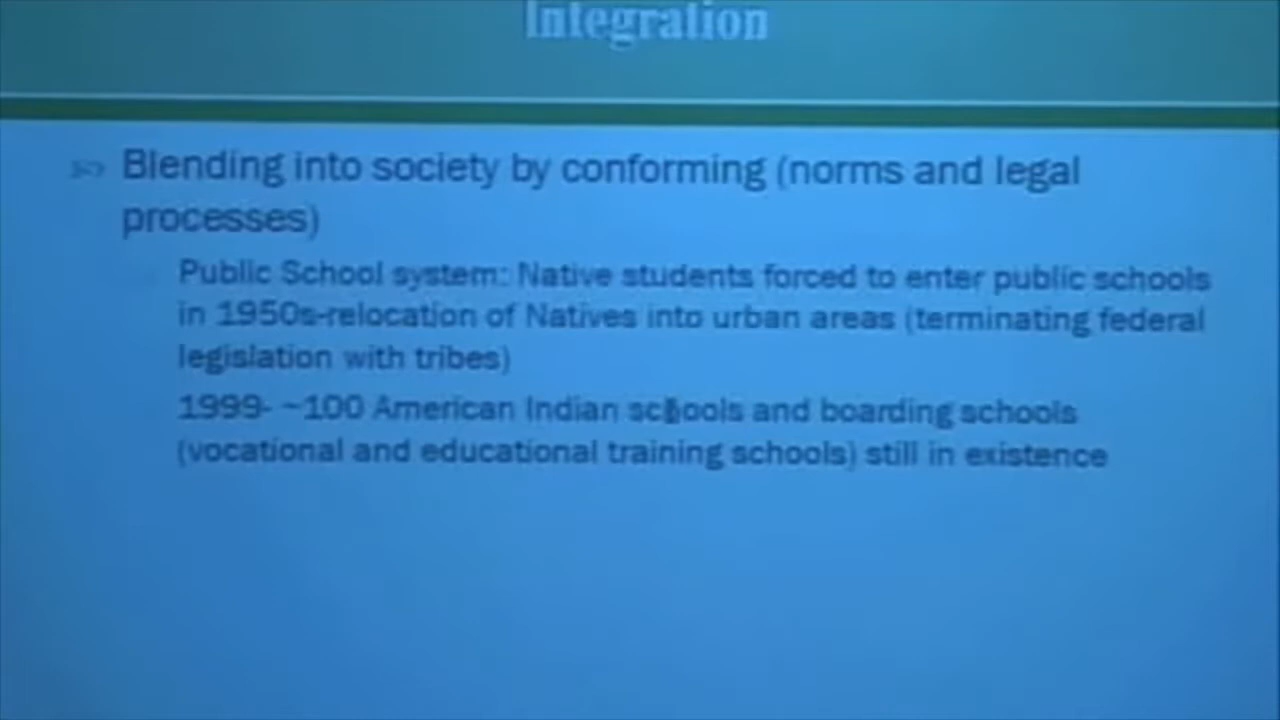 Integration
Blending into society by conforming (norms and legal
processes)
Public School system: Native students forced to enter public schools
in 1950s-relocation of Natives into urban areas (terminating federal
legislation with tribes)
1999- ~100 American Indian schools and boarding schools
(vocational and educational training schools) still in existence